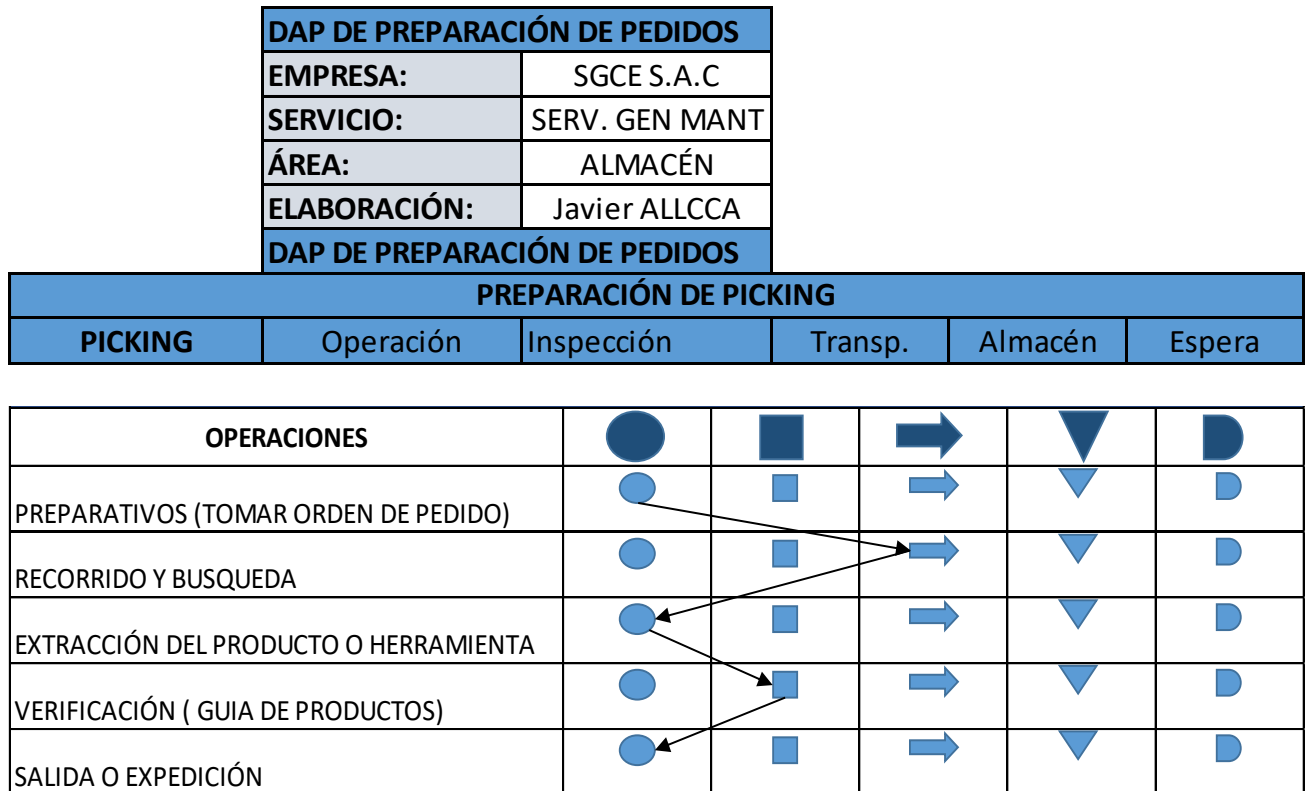 DAP DE PREPARACIÓN DE PEDIDOS
EMPRESA: SGCE S.A.C
SERVICIO: SERV. GEN MANT
ÁREA: ALMACÉN
ELABORACIÓN: Javier ALLCCA
DAP DE PREPARACIÓN DE PEDIDOS
PREPARACIÓN DE PICKING
PICKING Operación Inspección Transp. Almacén Espera
OPERACIONES
PREPARATIVOS (TOMAR ORDEN DE PEDIDO)
RECORRIDO Y BUSQUEDA
EXTRACCIÓN DEL PRODUCTO O HERRAMIENTA
VERIFICACIÓN ( GUIA DE PRODUCTOS)
SALIDA O EXPEDICIÓN